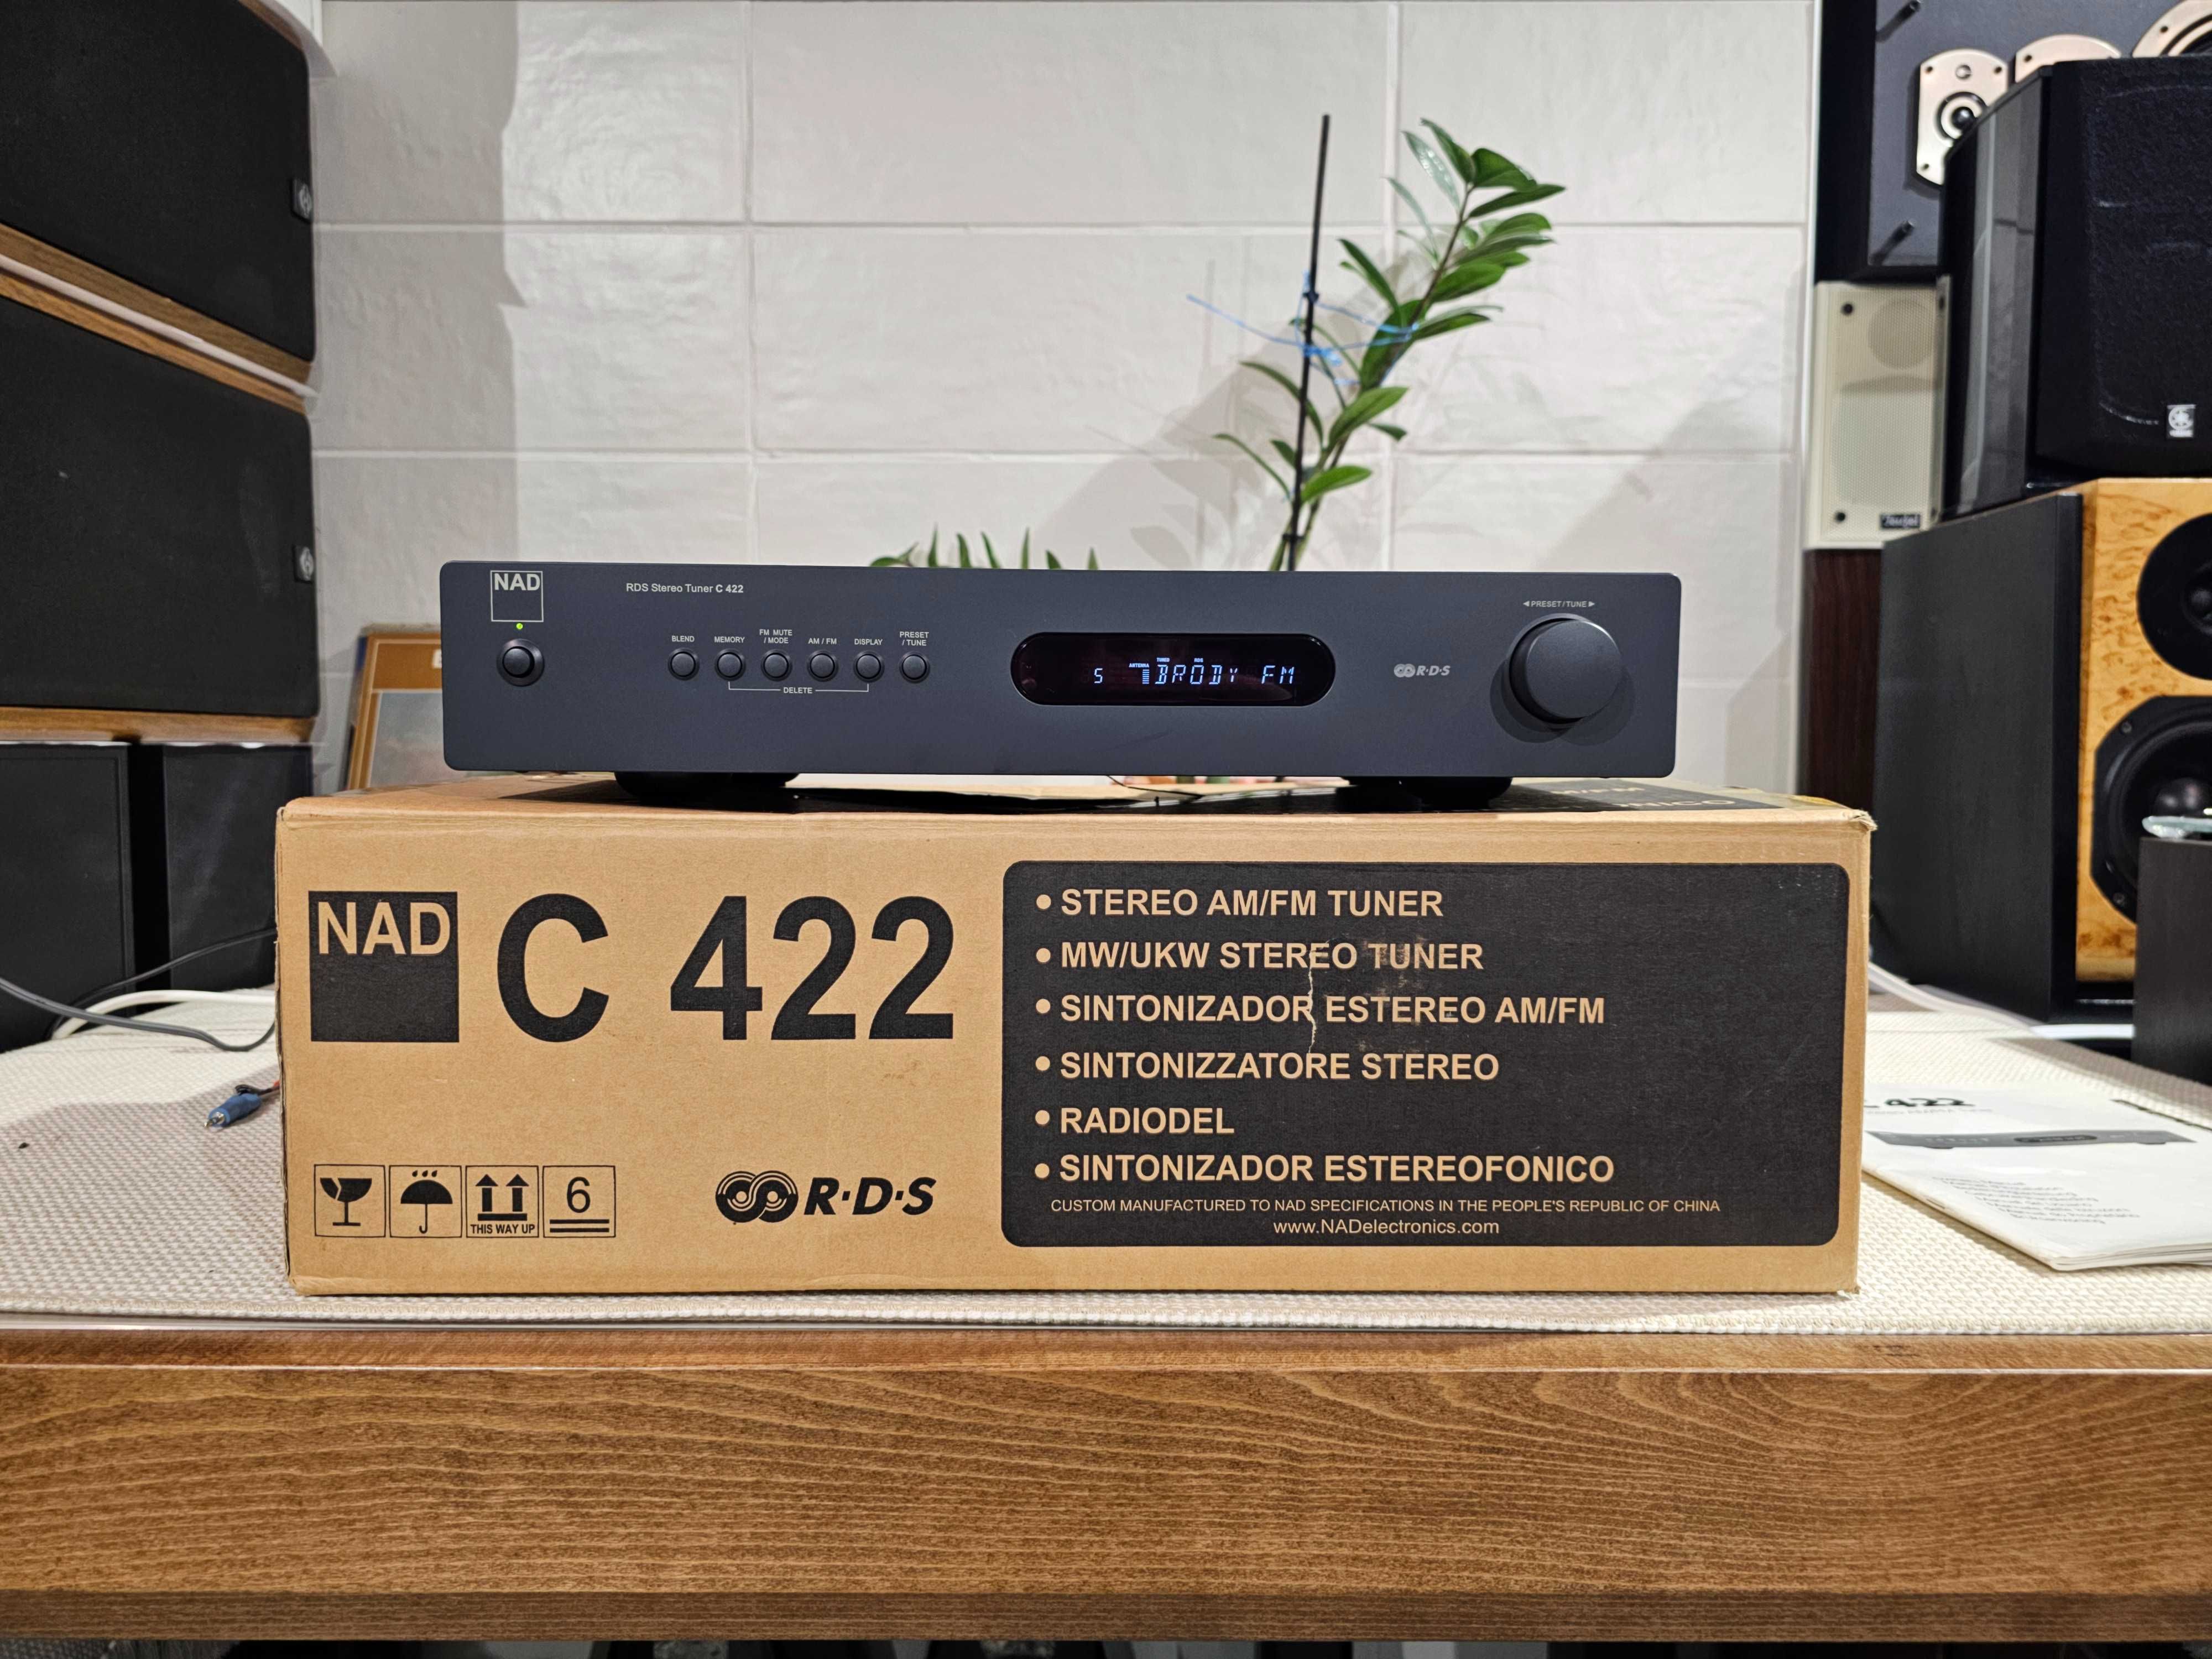 NAD
RDS Stereo Tuner C 422
◀ PRESET/TUNE ▶
BLEND
MEMORY
FM MUTE
/ MODE
AM / FM
DISPLAY
PRESET
/ TUNE
DELETE
5
ANTENNA
TUNED
RDS
BRODY FM
R·D·S
NAD
C 422
• STEREO AM/FM TUNER
• MW/UKW STEREO TUNER
• SINTONIZADOR ESTEREO AM/FM
• SINTONIZZATORE STEREO
• RADIODEL
• SINTONIZADOR ESTEREOFONICO
CUSTOM MANUFACTURED TO NAD SPECIFICATIONS IN THE PEOPLE'S REPUBLIC OF CHINA
www.NADelectronics.com
THIS WAY UP
6
R·D·S
422